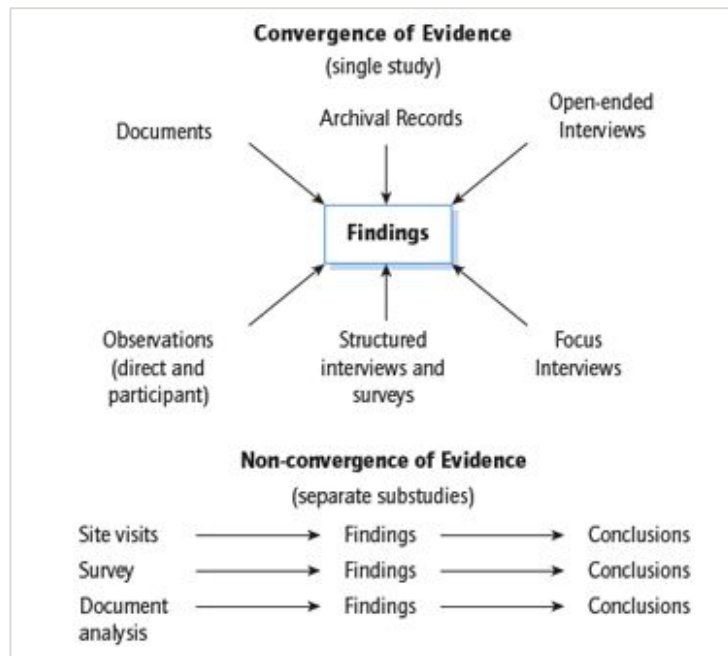 Convergence of Evidence
(single study)
Documents
Archival Records
Open-ended
Interviews
Findings
Observations
(direct and
participant)
Structured
interviews and
surveys
Focus
Interviews
Non-convergence of Evidence
(separate substudies)
Site visits Findings Conclusions
Survey Findings Conclusions
Document Findings Conclusions
analysis